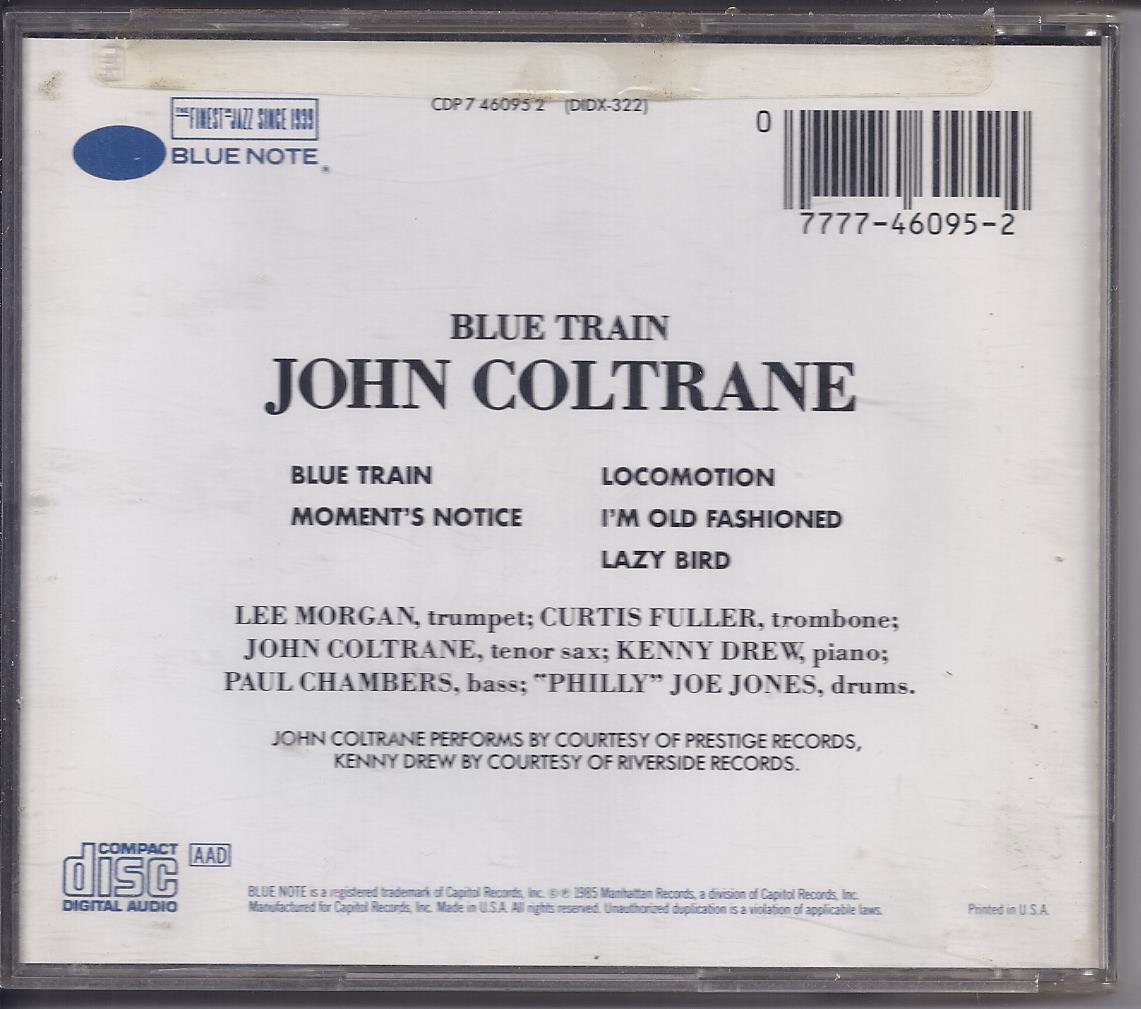 CDP 7 46095 2 (DIDX-322)
THE FINEST IN JAZZ SINCE 1939
BLUE NOTE®
0
7777-46095-2
BLUE TRAIN
JOHN COLTRANE
BLUE TRAIN
MOMENT'S NOTICE
LOCOMOTION
I'M OLD FASHIONED
LAZY BIRD
LEE MORGAN, trumpet; CURTIS FULLER, trombone;
JOHN COLTRANE, tenor sax; KENNY DREW, piano;
PAUL CHAMBERS, bass; "PHILLY" JOE JONES, drums.
JOHN COLTRANE PERFORMS BY COURTESY OF PRESTIGE RECORDS,
KENNY DREW BY COURTESY OF RIVERSIDE RECORDS.
COMPACT
disc
DIGITAL AUDIO
AAD
BLUE NOTE is a registered trademark of Capitol Records, Inc. © ℗ 1985 Manhattan Records, a division of Capitol Records, Inc.
Manufactured for Capitol Records, Inc. Made in U.S.A. All rights reserved. Unauthorized duplication is a violation of applicable laws.
Printed in U.S.A.